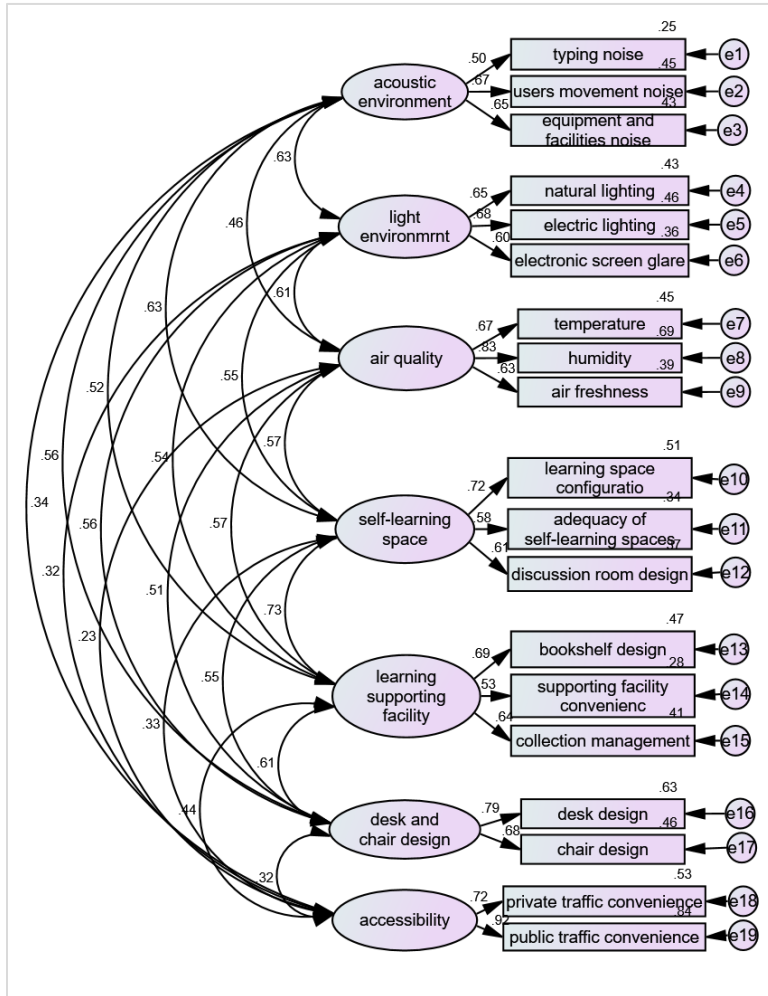 .25
typing noise
e1
.50
.45
acoustic
environment
.67
users movement noise
e2
.43
.65
equipment and
facilities noise
e3
.63
.43
.65
natural lighting
e4
.46
light
environmrnt
.68
electric lighting
e5
.36
.60
electronic screen glare
e6
.46
.61
.45
.63
.67
temperature
e7
.69
air quality
.83
humidity
e8
.39
.63
air freshness
e9
.55
.52
.57
.51
.56
.54
.72
learning space
configuratio
e10
.34
.34
self-learning
space
.58
adequacy of
self-learning spaces
e11
.37
.56
.57
.61
discussion room design
e12
.32
.51
.73
.47
.23
.69
bookshelf design
e13
.28
.55
learning
supporting
facility
.53
supporting facility
convenienc
e14
.41
.33
.64
collection management
e15
.61
.63
.44
.79
desk design
e16
.46
desk and
chair design
.68
chair design
e17
.32
.53
.72
private traffic convenience
e18
.84
accessibility
.92
public traffic convenience
e19